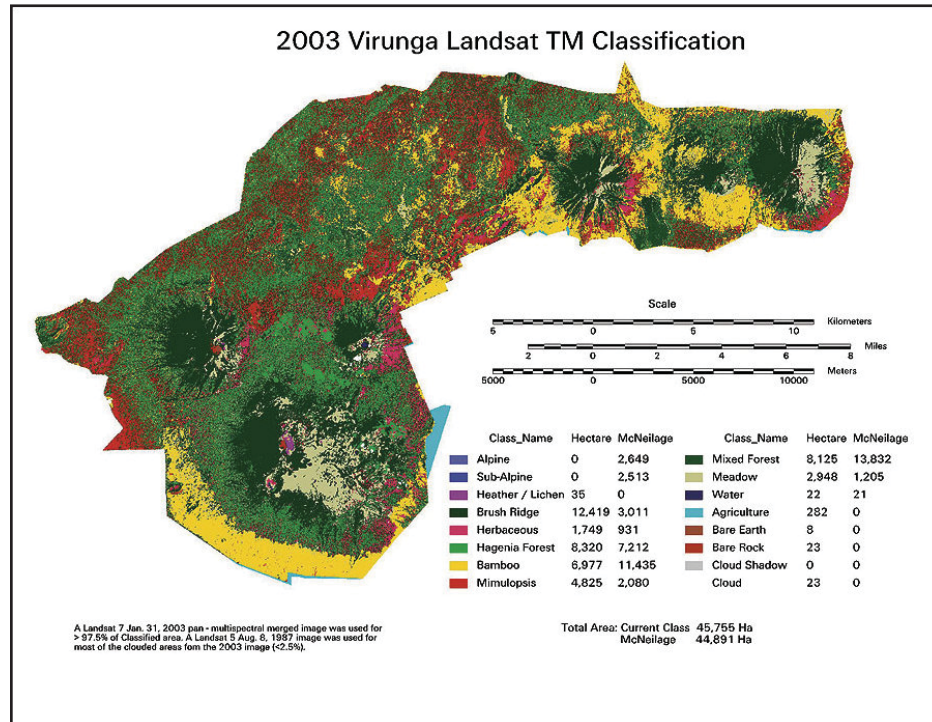 2003 Virunga Landsat TM Classification
Scale
Kilometers
5 0 5 10
Miles
2 0 2 4 6 8
Meters
5000 0 5000 10000
Class_Name Hectare McNeilage
Alpine 0 2,649
Sub-Alpine 0 2,513
Heather / Lichen 35 0
Brush Ridge 12,419 3,011
Herbaceous 1,749 931
Hagenia Forest 8,320 7,212
Bamboo 6,977 11,435
Mimulopsis 4,825 2,080
Class_Name Hectare McNeilage
Mixed Forest 8,125 13,832
Meadow 2,948 1,205
Water 22 21
Agriculture 282 0
Bare Earth 8 0
Bare Rock 23 0
Cloud Shadow 0 0
Cloud 23 0
A Landsat 7 Jan. 31, 2003 pan - multispectral merged image was used for
> 97.5% of Classified area. A Landsat 5 Aug. 8, 1987 image was used for
most of the clouded areas fom the 2003 image (<2.5%).
Total Area: Current Class 45,755 Ha
McNeilage 44,891 Ha